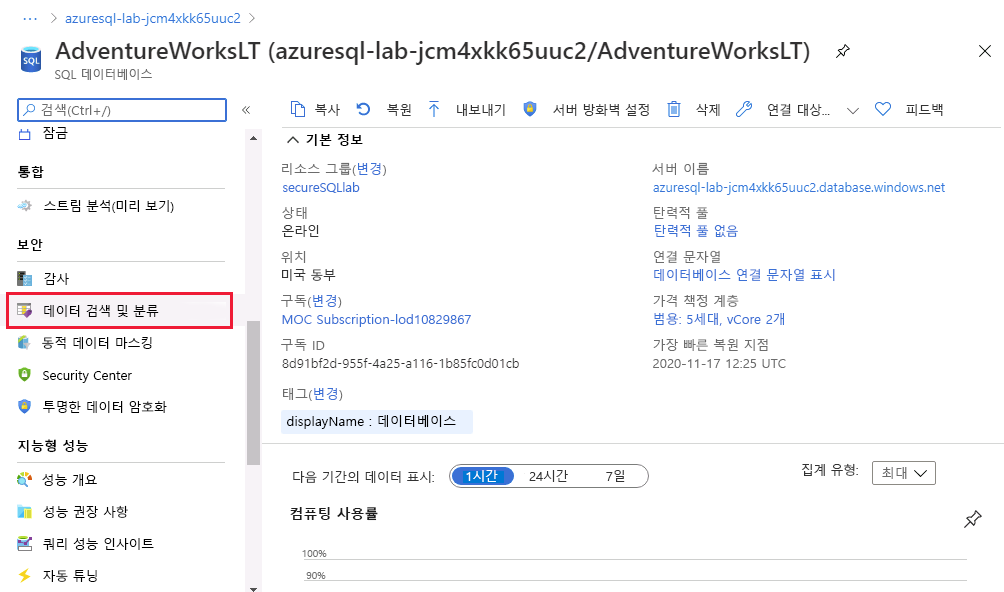 ··· > azuresql-lab-jcm4xkk65uuc2 >
AdventureWorksLT (azuresql-lab-jcm4xkk65uuc2/AdventureWorksLT)
SQL
SQL 데이터베이스
검색(Ctrl+/)
«
잠금
통합
스트림 분석(미리 보기)
보안
감사
데이터 검색 및 분류
동적 데이터 마스킹
Security Center
투명한 데이터 암호화
지능형 성능
성능 개요
성능 권장 사항
쿼리 성능 인사이트
자동 튜닝
복사 복원 내보내기 서버 방화벽 설정 삭제 연결 대상... 피드백
기본 정보
리소스 그룹(변경)
secureSQLlab
상태
온라인
위치
미국 동부
구독(변경)
MOC Subscription-lod10829867
구독 ID
8d91bf2d-955f-4a25-a116-1b85fc0d01cb
태그(변경)
displayName : 데이터베이스
서버 이름
azuresql-lab-jcm4xkk65uuc2.database.windows.net
탄력적 풀
탄력적 풀 없음
연결 문자열
데이터베이스 연결 문자열 표시
가격 책정 계층
범용: 5세대, vCore 2개
가장 빠른 복원 지점
2020-11-17 12:25 UTC
다음 기간의 데이터 표시: 1시간 24시간 7일
집계 유형: 최대
컴퓨팅 사용률
100%
90%